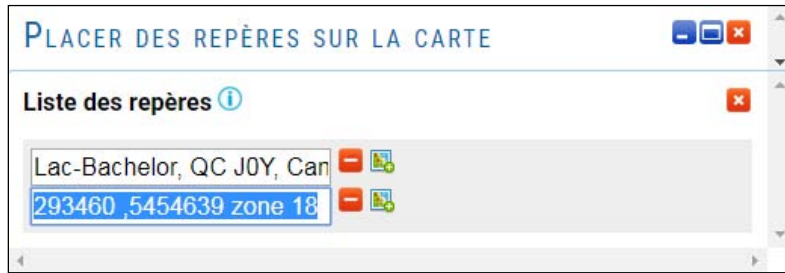 PLACER DES REPÈRES SUR LA CARTE
Liste des repères
Lac-Bachelor, QC J0Y, Can
293460 ,5454639 zone 18